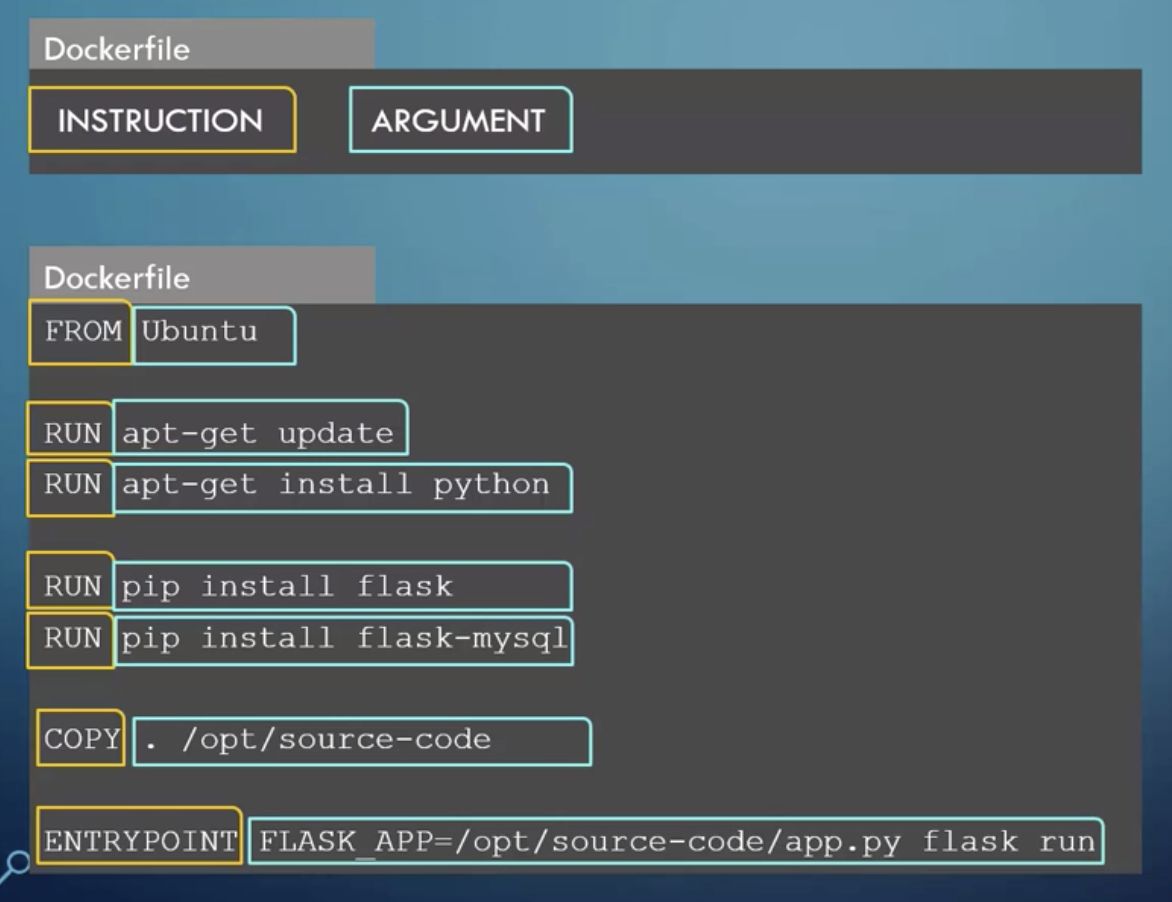 Dockerfile
INSTRUCTION ARGUMENT
Dockerfile
FROM Ubuntu
RUN apt-get update
RUN apt-get install python
RUN pip install flask
RUN pip install flask-mysql
COPY . /opt/source-code
ENTRYPOINT FLASK_APP=/opt/source-code/app.py flask run